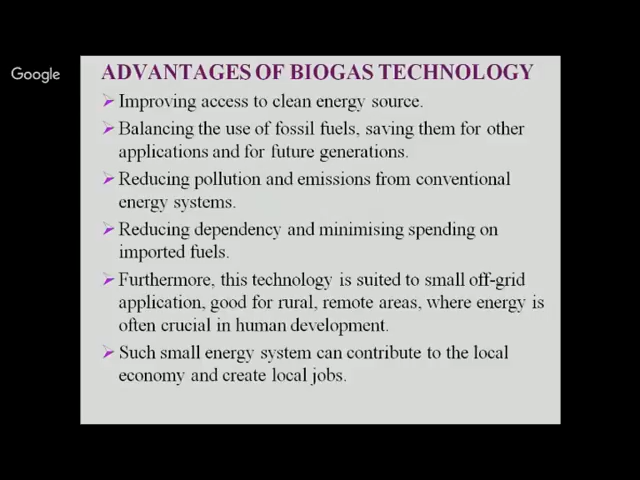 Google
ADVANTAGES OF BIOGAS TECHNOLOGY
Improving access to clean energy source.
Balancing the use of fossil fuels, saving them for other
applications and for future generations.
Reducing pollution and emissions from conventional
energy systems.
Reducing dependency and minimising spending on
imported fuels.
Furthermore, this technology is suited to small off-grid
application, good for rural, remote areas, where energy is
often crucial in human development.
Such small energy system can contribute to the local
economy and create local jobs.